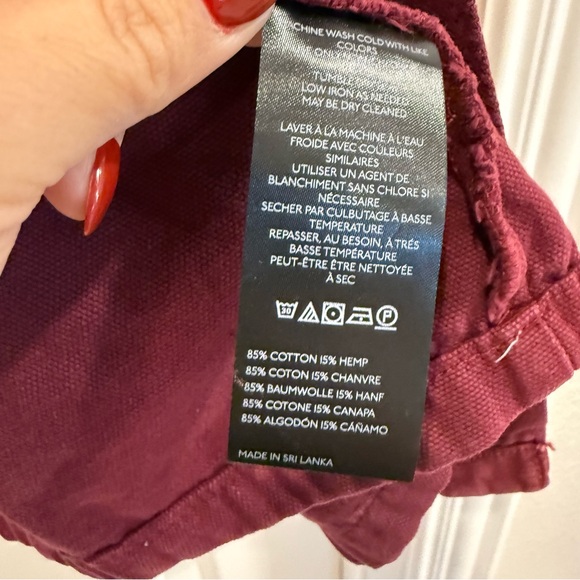 CHINE WASH COLD WITH LIKE
COLORS
TUMBLE
LOW IRON AS NEEDED
MAY BE DRY CLEANED
LAVER À LA MACHINE À L'EAU
FROIDE AVEC COULEURS
SIMILAIRES
UTILISER UN AGENT DE
BLANCHIMENT SANS CHLORE SI
NÉCESSAIRE
SECHER PAR CULBUTAGE À BASSE
TEMPERATURE
REPASSER, AU BESOIN, À TRÉS
BASSE TEMPÉRATURE
PEUT-ÊTRE ÊTRE NETTOYÉE
À SEC
30 P
85% COTTON 15% HEMP
85% COTON 15% CHANVRE
85% BAUMWOLLE 15% HANF
85% COTONE 15% CANAPA
85% ALGODÓN 15% CÁÑAMO
MADE IN SRI LANKA